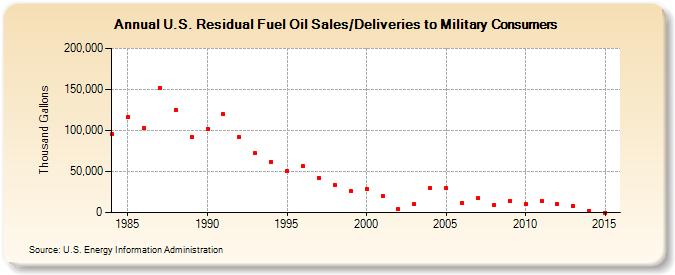 Annual U.S. Residual Fuel Oil Sales/Deliveries to Military Consumers
Thousand Gallons
200,000
150,000
100,000
50,000
0
1985 1990 1995 2000 2005 2010 2015
Source: U.S. Energy Information Administration